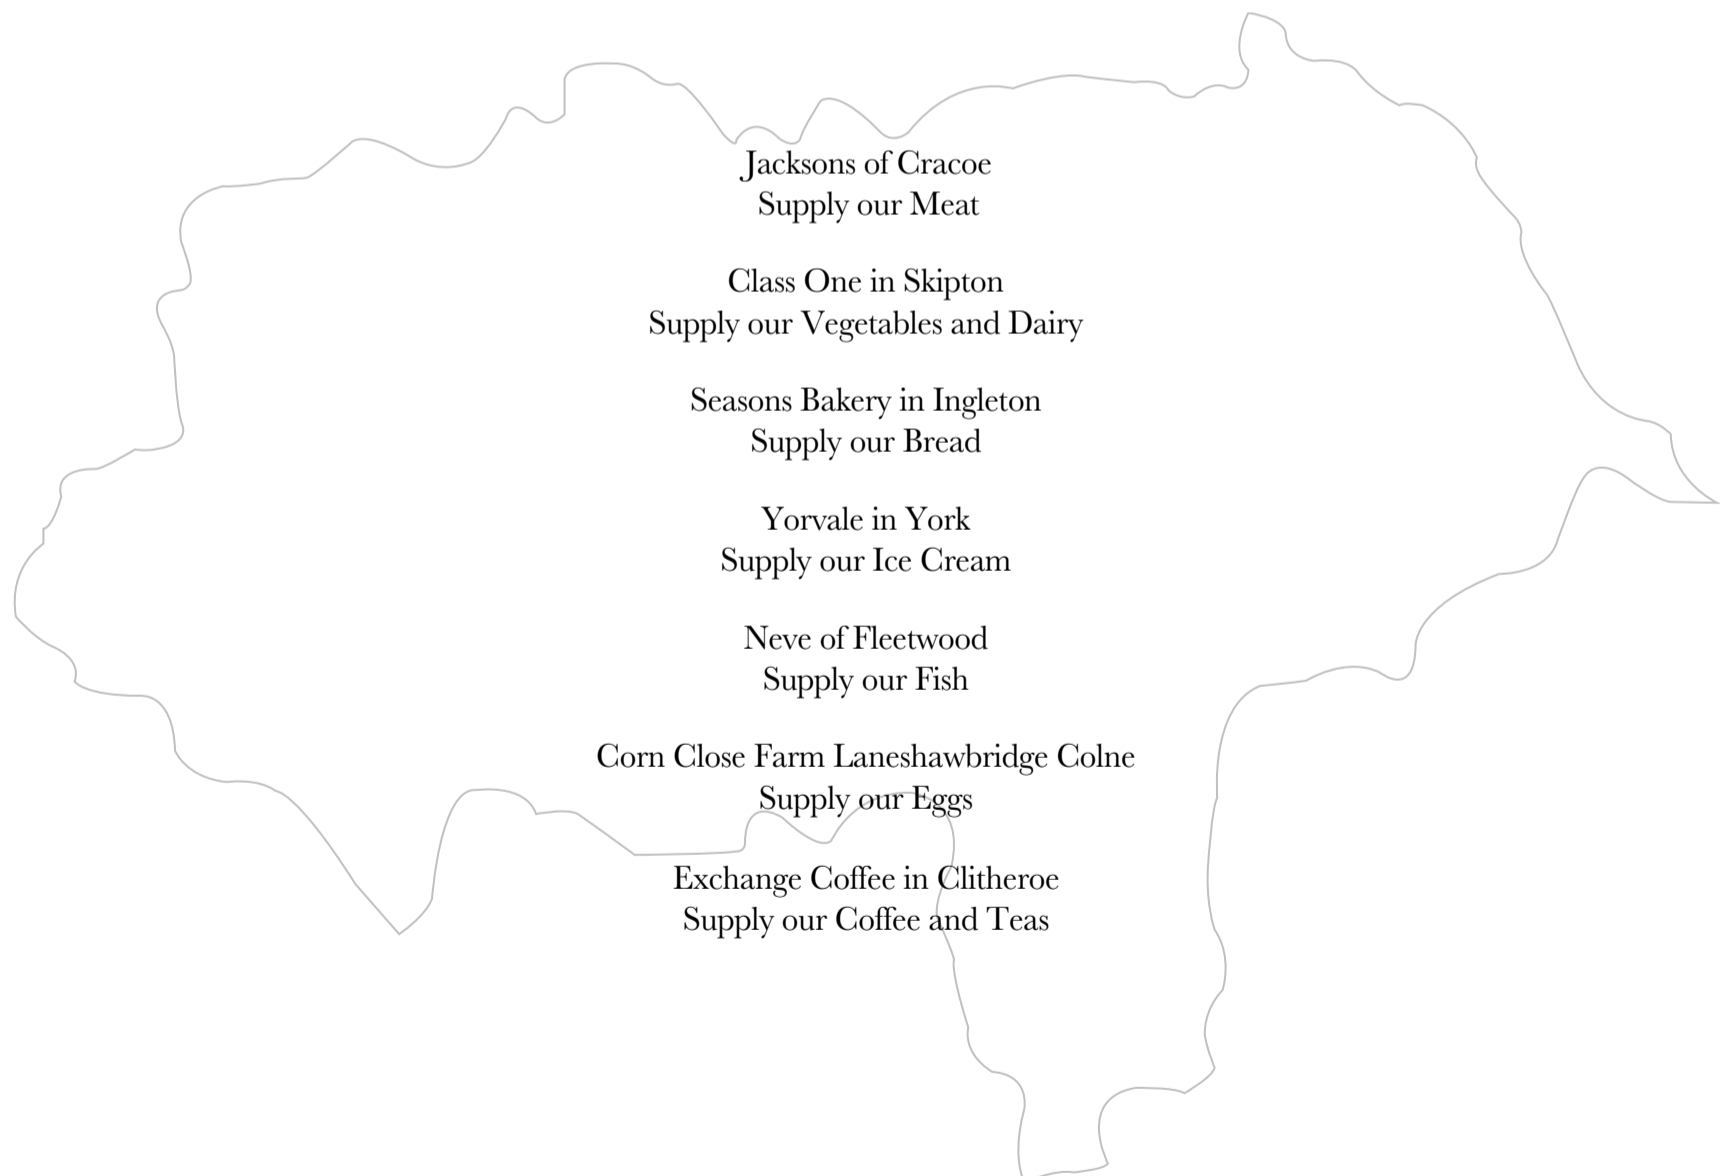 Jacksons of Cracoe
Supply our Meat
Class One in Skipton
Supply our Vegetables and Dairy
Seasons Bakery in Ingleton
Supply our Bread
Yorvale in York
Supply our Ice Cream
Neve of Fleetwood
Supply our Fish
Corn Close Farm Laneshawbridge Colne
Supply our Eggs
Exchange Coffee in Clitheroe
Supply our Coffee and Teas